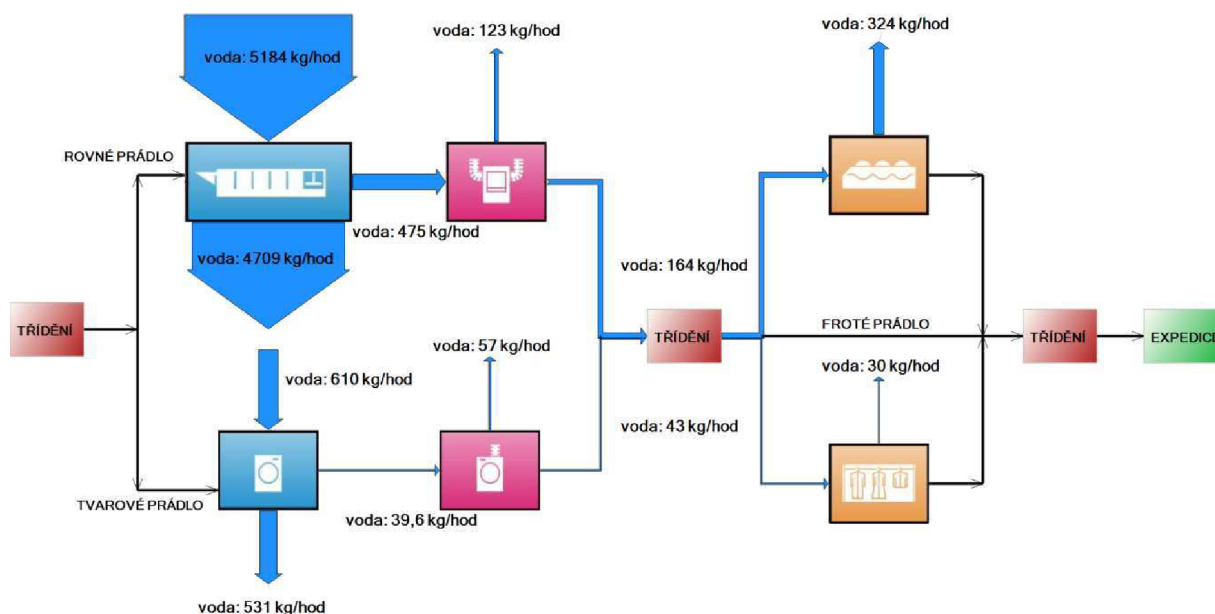 voda: 5184 kg/hod
voda: 123 kg/hod
voda: 324 kg/hod
ROVNÉ PRÁDLO
voda: 475 kg/hod
voda: 4709 kg/hod
voda: 164 kg/hod
TŘÍDĚNÍ
TŘÍDĚNÍ
FROTÉ PRÁDLO
TŘÍDĚNÍ
EXPEDICE
voda: 57 kg/hod
voda: 30 kg/hod
voda: 610 kg/hod
voda: 43 kg/hod
TVAROVÉ PRÁDLO
voda: 39,6 kg/hod
voda: 531 kg/hod